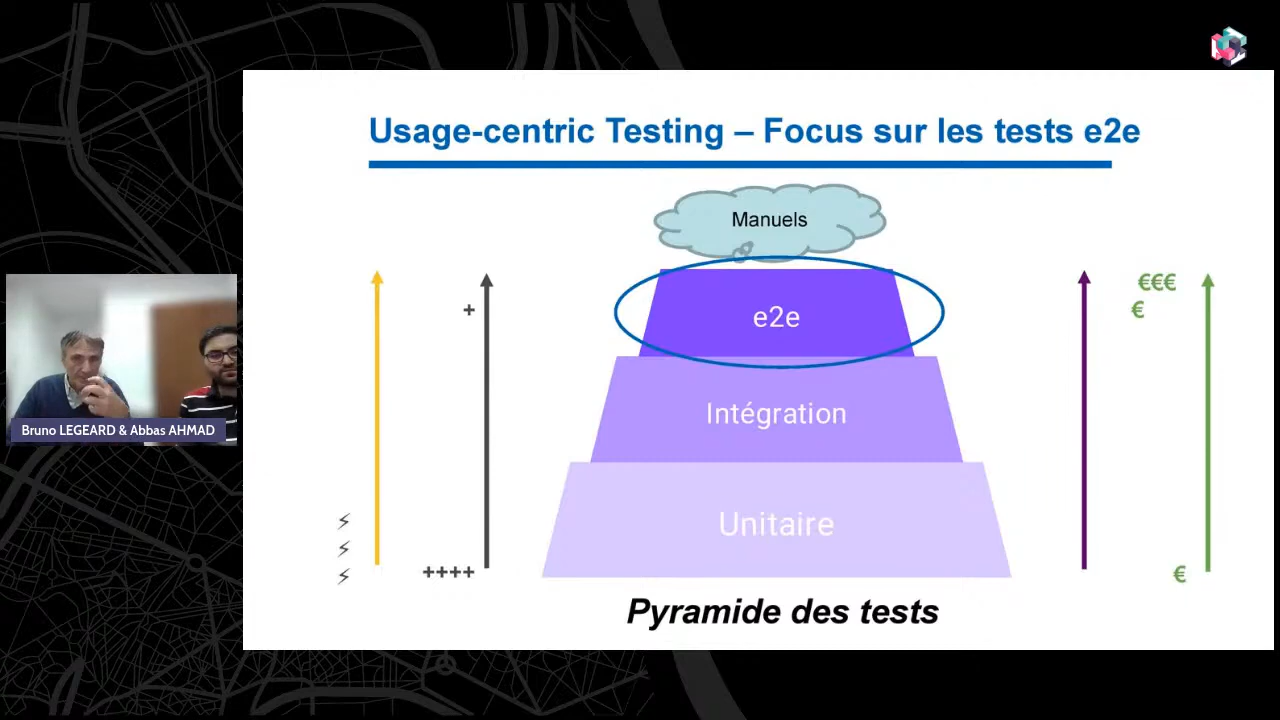 Usage-centric Testing – Focus sur les tests e2e
Manuels
+
e2e
€€€
€
Intégration
Unitaire
++++
€
Pyramide des tests
Bruno LEGEARD & Abbas AHMAD